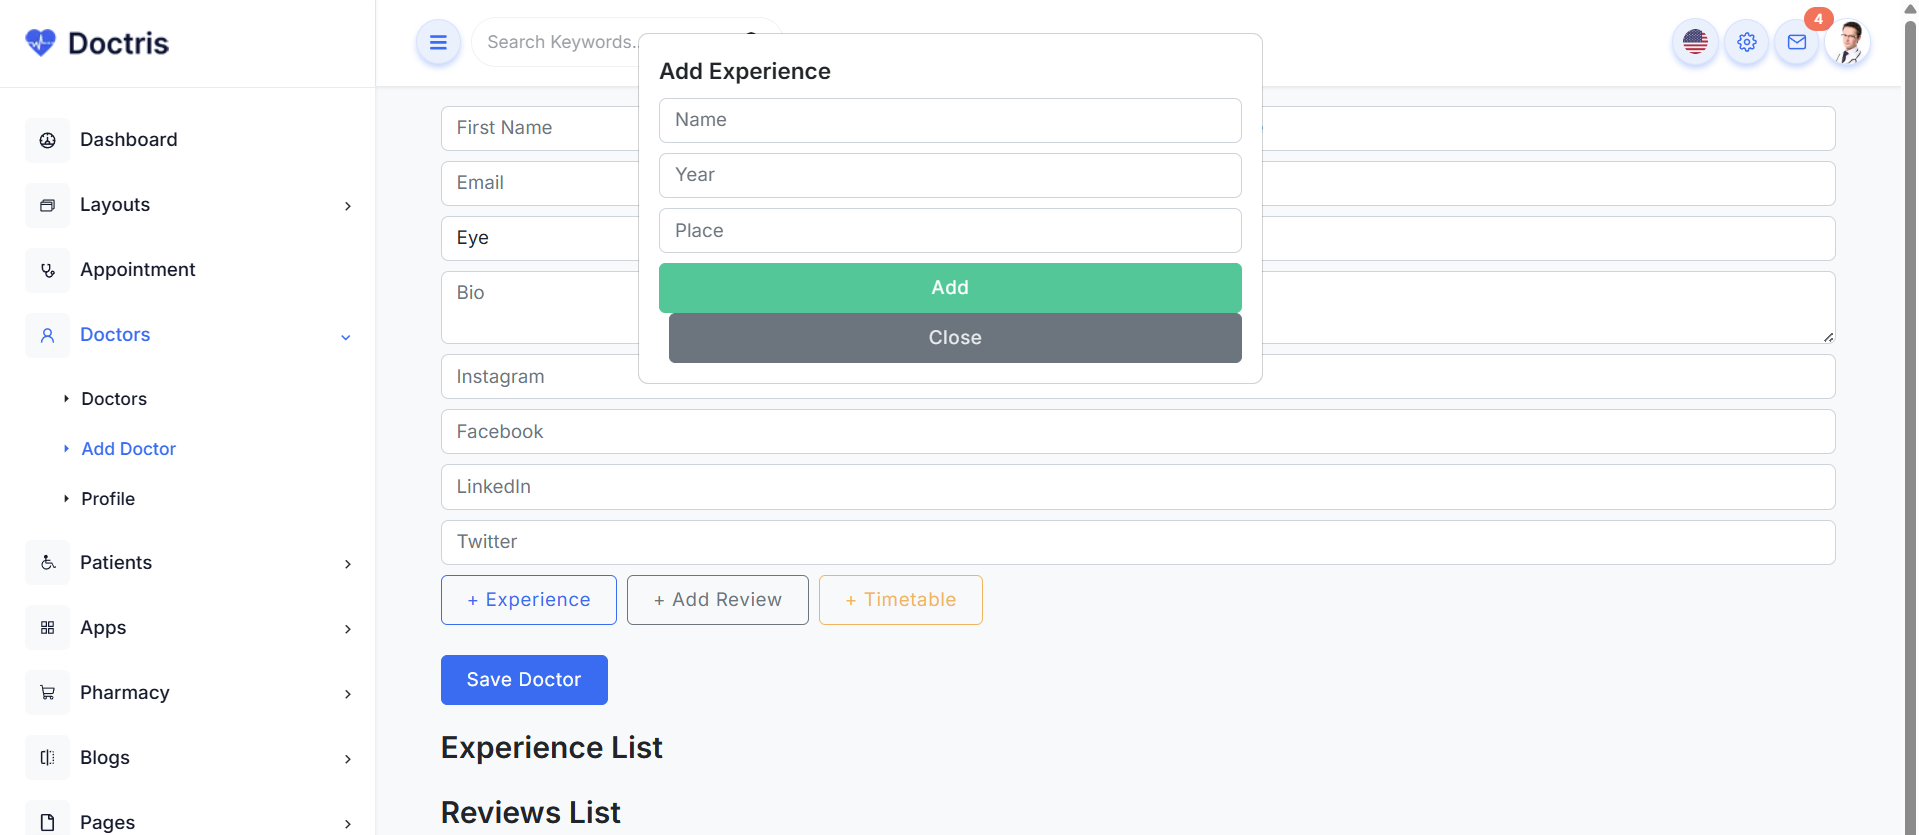 Doctris
Search Keywords..
4
Dashboard
Layouts
Appointment
Doctors
Doctors
Add Doctor
Profile
Patients
Apps
Pharmacy
Blogs
Pages
Add Experience
Name
Year
Place
Add
Close
First Name
Email
Eye
Bio
Instagram
Facebook
LinkedIn
Twitter
+ Experience
+ Add Review
+ Timetable
Save Doctor
Experience List
Reviews List